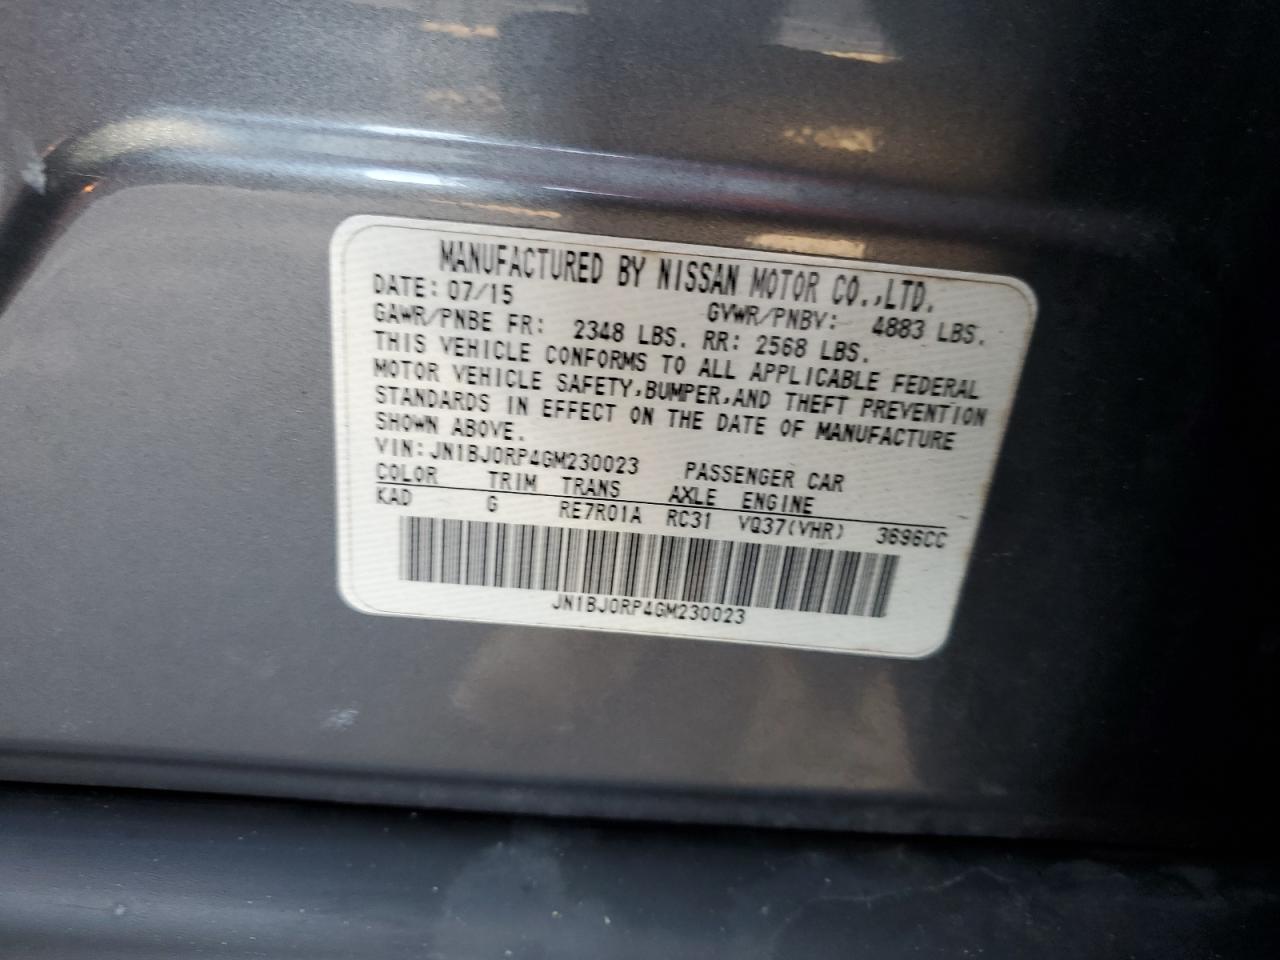 MANUFACTURED BY NISSAN MOTOR CO.,LTD.
DATE: 07/15 GVWR/PNBV: 4883 LBS.
GAWR/PNBE FR: 2348 LBS. RR: 2568 LBS.
THIS VEHICLE CONFORMS TO ALL APPLICABLE FEDERAL
MOTOR VEHICLE SAFETY,BUMPER,AND THEFT PREVENTION
STANDARDS IN EFFECT ON THE DATE OF MANUFACTURE
SHOWN ABOVE.
VIN: JN1BJ0RP4GM230023 PASSENGER CAR
COLOR TRIM TRANS AXLE ENGINE
KAD G RE7R01A RC31 VQ37(VHR) 3696CC
JN1BJ0RP4GM230023